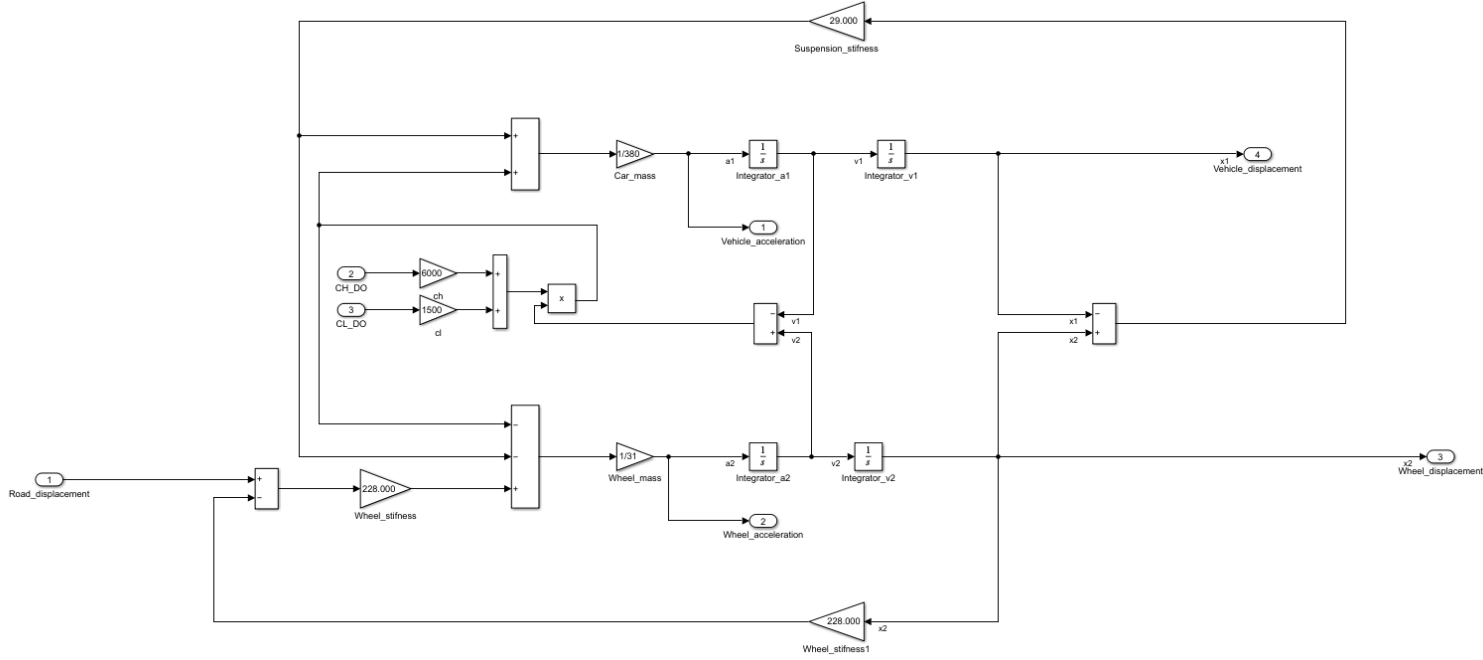 29.000
Suspension_stifness
+
+
1/380
Car_mass
a1
1
s
Integrator_a1
v1
1
s
Integrator_v1
x1
4
Vehicle_displacement
1
Vehicle_acceleration
2
CH_DO
6000
ch
+
3
CL_DO
1500
cl
+
x
−
v1
+
v2
−
x1
+
x2
−
−
+
1/31
Wheel_mass
a2
1
s
Integrator_a2
v2
1
s
Integrator_v2
x2
3
Wheel_displacement
1
Road_displacement
+
−
228.000
Wheel_stifness
2
Wheel_acceleration
228.000
x2
Wheel_stifness1